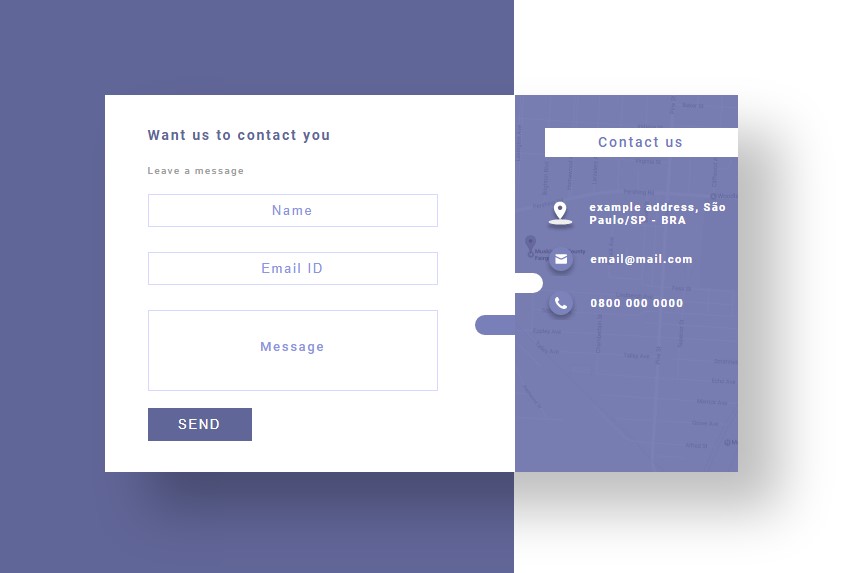 Want us to contact you
Leave a message
Name
Email ID
Message
SEND
Contact us
example address, São
Paulo/SP - BRA
email@mail.com
0800 000 0000